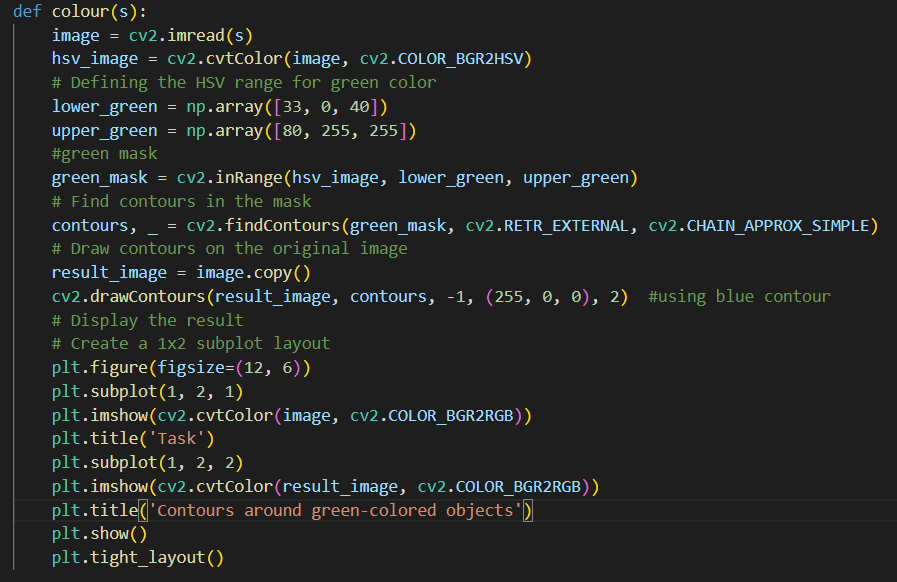 def colour(s):
    image = cv2.imread(s)
    hsv_image = cv2.cvtColor(image, cv2.COLOR_BGR2HSV)
    # Defining the HSV range for green color
    lower_green = np.array([33, 0, 40])
    upper_green = np.array([80, 255, 255])
    #green mask
    green_mask = cv2.inRange(hsv_image, lower_green, upper_green)
    # Find contours in the mask
    contours, _ = cv2.findContours(green_mask, cv2.RETR_EXTERNAL, cv2.CHAIN_APPROX_SIMPLE)
    # Draw contours on the original image
    result_image = image.copy()
    cv2.drawContours(result_image, contours, -1, (255, 0, 0), 2)  #using blue contour
    # Display the result
    # Create a 1x2 subplot layout
    plt.figure(figsize=(12, 6))
    plt.subplot(1, 2, 1)
    plt.imshow(cv2.cvtColor(image, cv2.COLOR_BGR2RGB))
    plt.title('Task')
    plt.subplot(1, 2, 2)
    plt.imshow(cv2.cvtColor(result_image, cv2.COLOR_BGR2RGB))
    plt.title('Contours around green-colored objects')
    plt.show()
    plt.tight_layout()